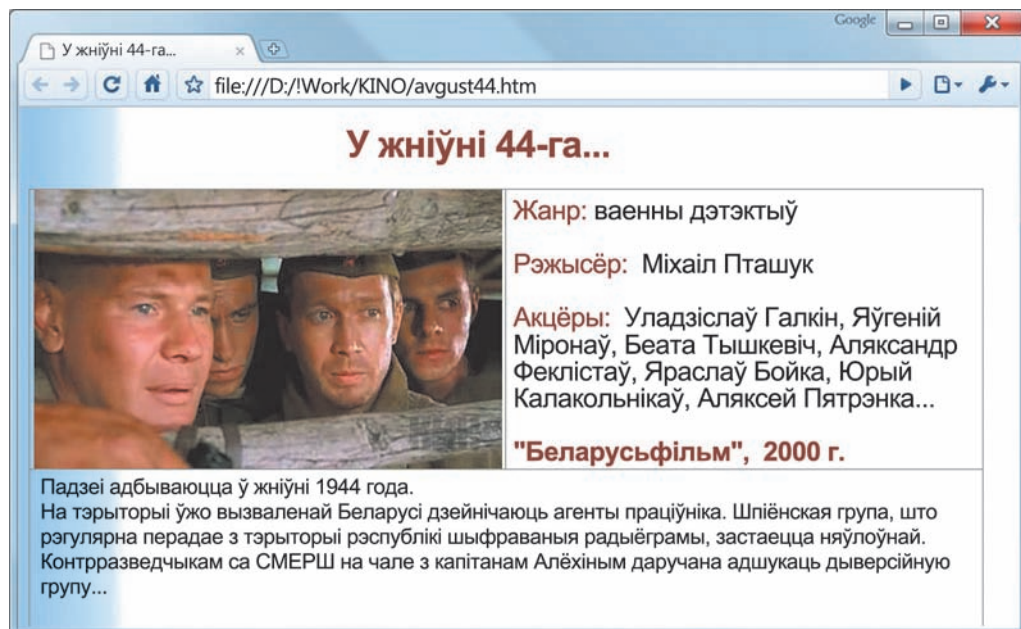 Google
У жніўні 44-га...
file:///D:/!Work/KINO/avgust44.htm
У жніўні 44-га...
Жанр: ваенны дэтэктыў
Рэжысёр: Міхаіл Пташук
Акцёры: Уладзіслаў Галкін, Яўгеній
Міронаў, Беата Тышкевіч, Аляксандр
Феклістаў, Яраслаў Бойка, Юрый
Калакольнікаў, Аляксей Пятрэнка...
"Беларусьфільм", 2000 г.
Падзеі адбываюцца ў жніўні 1944 года.
На тэрыторыі ўжо вызваленай Беларусі дзейнічаюць агенты праціўніка. Шпіёнская група, што
рэгулярна перадае з тэрыторыі рэспублікі шыфраваныя радыёграмы, застаецца няўлоўнай.
Контрразведчыкам са СМЕРШ на чале з капітанам Алёхіным даручана адшукаць дыверсійную
групу...